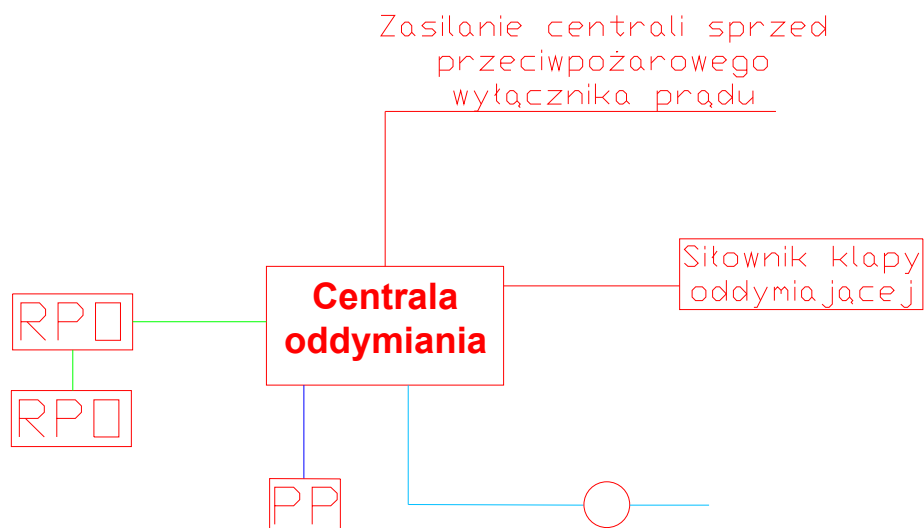 Zasilanie centrali sprzed
przeciwpożarowego
wyłącznika prądu
Siłownik klapy
oddymiającej
Centrala
oddymiania
RPO
RPO
PP